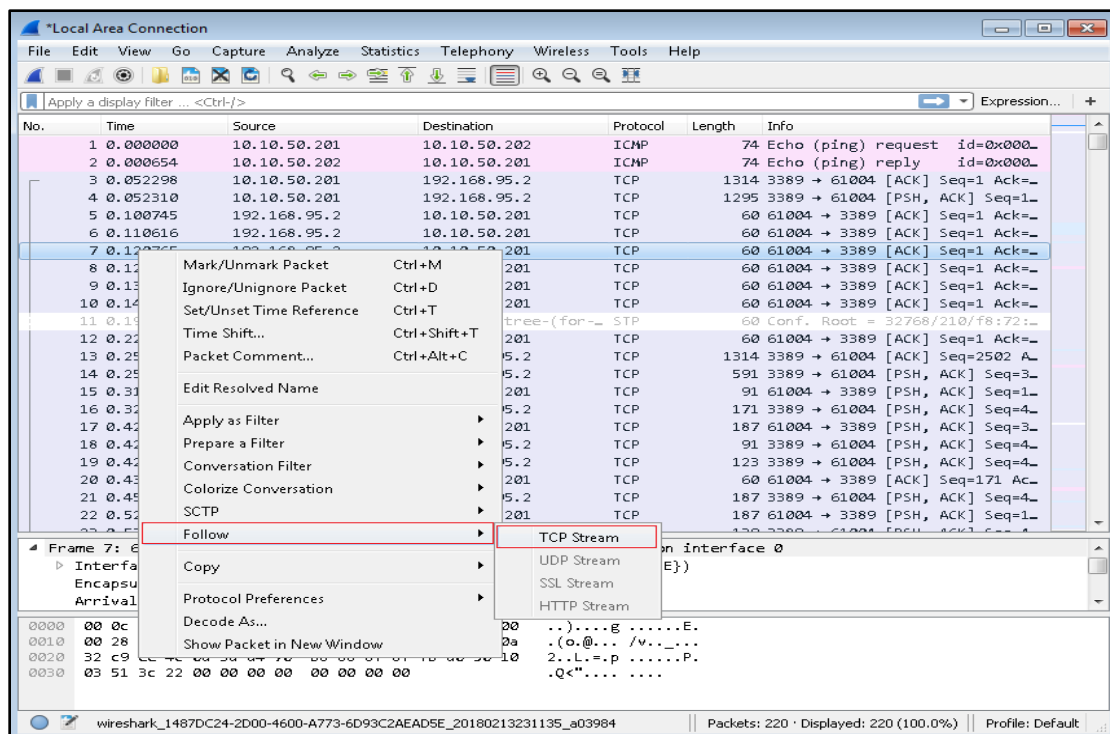 *Local Area Connection
File Edit View Go Capture Analyze Statistics Telephony Wireless Tools Help
Apply a display filter ... <Ctrl-/> Expression... +
No. Time Source Destination Protocol Length Info
1 0.000000 10.10.50.201 10.10.50.202 ICMP 74 Echo (ping) request id=0x000…
2 0.000654 10.10.50.202 10.10.50.201 ICMP 74 Echo (ping) reply id=0x000…
3 0.052298 10.10.50.201 192.168.95.2 TCP 1314 3389 → 61004 [ACK] Seq=1 Ack=…
4 0.052310 10.10.50.201 192.168.95.2 TCP 1295 3389 → 61004 [PSH, ACK] Seq=1…
5 0.100745 192.168.95.2 10.10.50.201 TCP 60 61004 → 3389 [ACK] Seq=1 Ack=…
6 0.110616 192.168.95.2 10.10.50.201 TCP 60 61004 → 3389 [ACK] Seq=1 Ack=…
7 0.120765 192.168.95.2 10.10.50.201 TCP 60 61004 → 3389 [ACK] Seq=1 Ack=…
8 0.12 201 TCP 60 61004 → 3389 [ACK] Seq=1 Ack=…
9 0.13 201 TCP 60 61004 → 3389 [ACK] Seq=1 Ack=…
10 0.14 201 TCP 60 61004 → 3389 [ACK] Seq=1 Ack=…
11 0.19 tree-(for-… STP 60 Conf. Root = 32768/210/f8:72:…
12 0.22 201 TCP 60 61004 → 3389 [ACK] Seq=1 Ack=…
13 0.25 5.2 TCP 1314 3389 → 61004 [ACK] Seq=2502 A…
14 0.25 5.2 TCP 591 3389 → 61004 [PSH, ACK] Seq=3…
15 0.31 201 TCP 91 61004 → 3389 [PSH, ACK] Seq=1…
16 0.32 5.2 TCP 171 3389 → 61004 [PSH, ACK] Seq=4…
17 0.42 201 TCP 187 61004 → 3389 [PSH, ACK] Seq=3…
18 0.42 5.2 TCP 91 3389 → 61004 [PSH, ACK] Seq=4…
19 0.42 5.2 TCP 123 3389 → 61004 [PSH, ACK] Seq=4…
20 0.43 201 TCP 60 61004 → 3389 [ACK] Seq=171 Ac…
21 0.45 5.2 TCP 187 3389 → 61004 [PSH, ACK] Seq=4…
22 0.52 201 TCP 187 61004 → 3389 [PSH, ACK] Seq=1…
Mark/Unmark Packet Ctrl+M
Ignore/Unignore Packet Ctrl+D
Set/Unset Time Reference Ctrl+T
Time Shift... Ctrl+Shift+T
Packet Comment... Ctrl+Alt+C
Edit Resolved Name
Apply as Filter
Prepare a Filter
Conversation Filter
Colorize Conversation
SCTP
Follow
Copy
Protocol Preferences
Decode As...
Show Packet in New Window
TCP Stream
UDP Stream
SSL Stream
HTTP Stream
Frame 7: 6 n interface 0
Interfa E})
Encapsu
Arrival
0000 00 0c 00 ..)....g ......E.
0010 00 28 0a .(o.@... /v.._...
0020 32 c9 10 2..L.=.p ......P.
0030 03 51 3c 22 00 00 00 00 00 00 00 00 .Q<".... ....
wireshark_1487DC24-2D00-4600-A773-6D93C2AEAD5E_20180213231135_a03984 Packets: 220 · Displayed: 220 (100.0%) Profile: Default